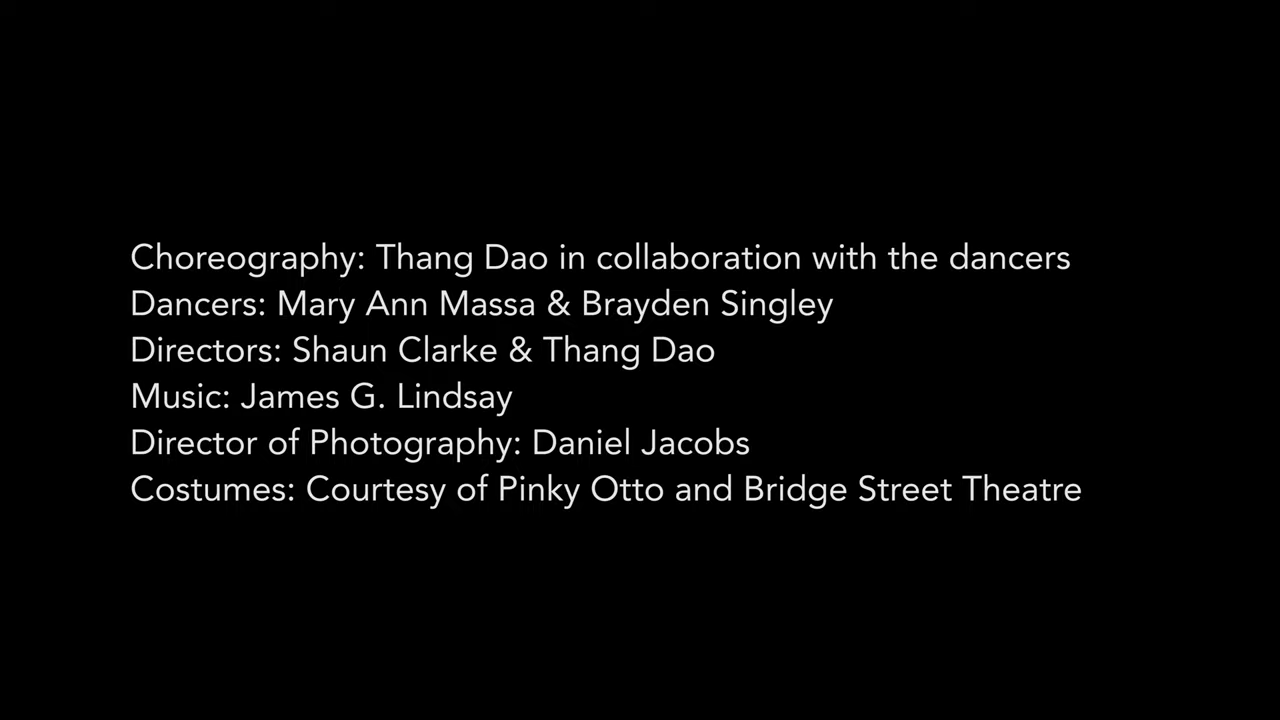 Choreography: Thang Dao in collaboration with the dancers
Dancers: Mary Ann Massa & Brayden Singley
Directors: Shaun Clarke & Thang Dao
Music: James G. Lindsay
Director of Photography: Daniel Jacobs
Costumes: Courtesy of Pinky Otto and Bridge Street Theatre